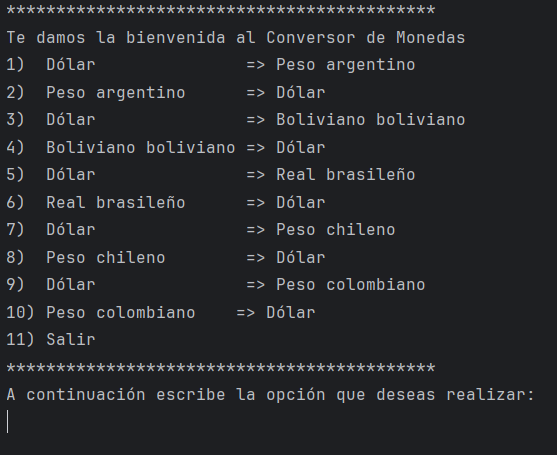 *******************************************
Te damos la bienvenida al Conversor de Monedas
1)  Dólar               => Peso argentino
2)  Peso argentino      => Dólar
3)  Dólar               => Boliviano boliviano
4)  Boliviano boliviano => Dólar
5)  Dólar               => Real brasileño
6)  Real brasileño      => Dólar
7)  Dólar               => Peso chileno
8)  Peso chileno        => Dólar
9)  Dólar               => Peso colombiano
10) Peso colombiano    => Dólar
11) Salir
*******************************************
A continuación escribe la opción que deseas realizar: